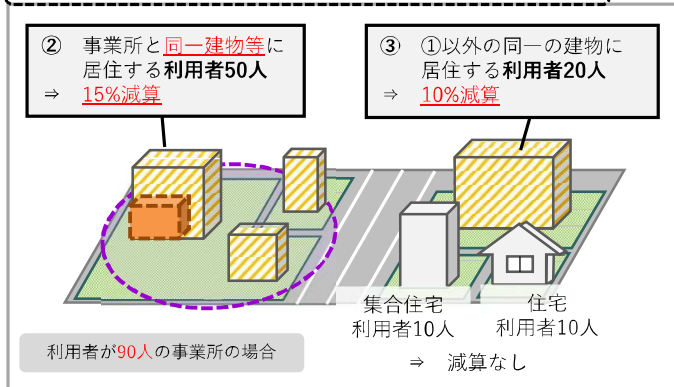 ② 事業所と同一建物等に
居住する利用者50人
⇒ 15%減算
③ ①以外の同一の建物に
居住する利用者20人
⇒ 10%減算
集合住宅
利用者10人
住宅
利用者10人
⇒ 減算なし
利用者が90人の事業所の場合